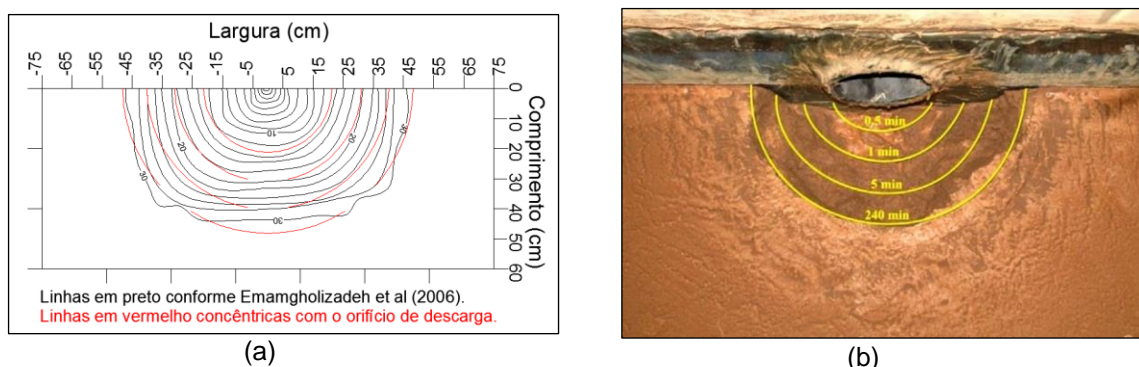 Largura (cm)
-75 -65 -55 -45 -35 -25 -15 -5 5 15 25 35 45 55 65 75
0 10 20 30 40 50 60
Comprimento (cm)
10
20
20
30
30
30
Linhas em preto conforme Emamgholizadeh et al (2006).
Linhas em vermelho concêntricas com o orifício de descarga.
(a)
0,5 min
1 min
5 min
240 min
(b)